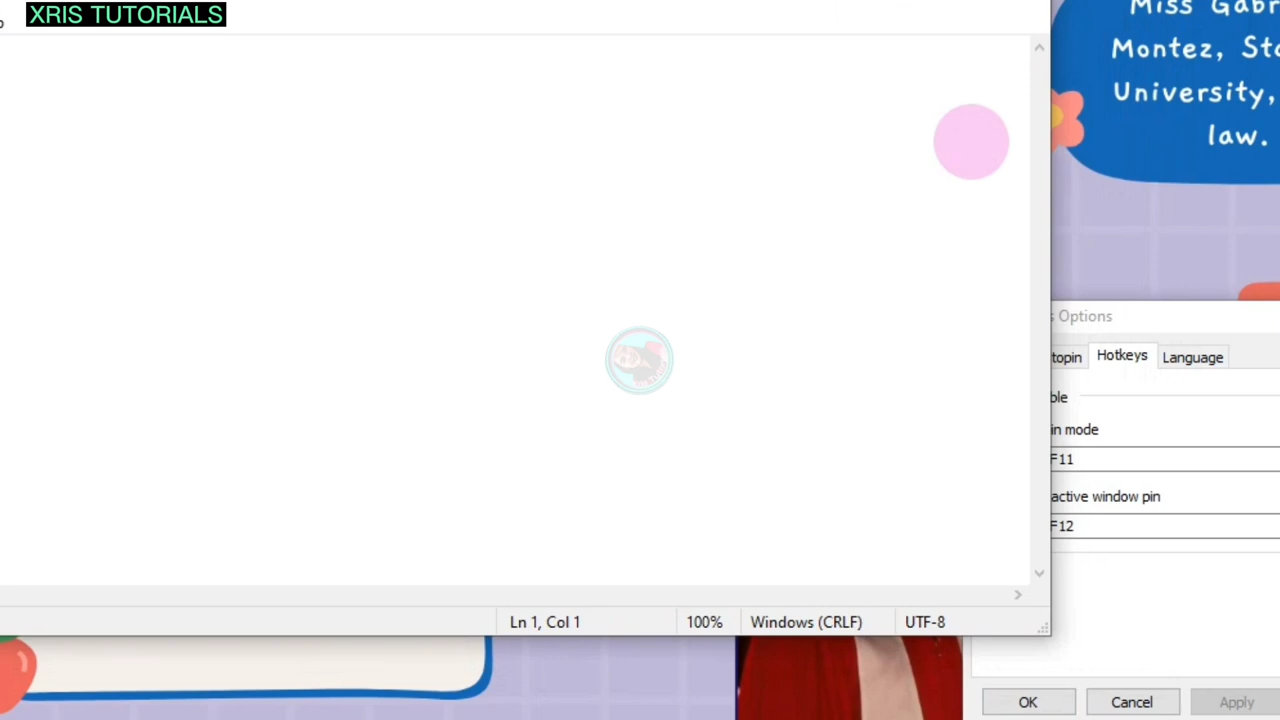 XRIS TUTORIALS
Miss Gabr
Montez, Sta
University,
law.
s Options
topin
Hotkeys
Language
ble
in mode
F11
active window pin
F12
Ln 1, Col 1
100%
Windows (CRLF)
UTF-8
OK
Cancel
Apply